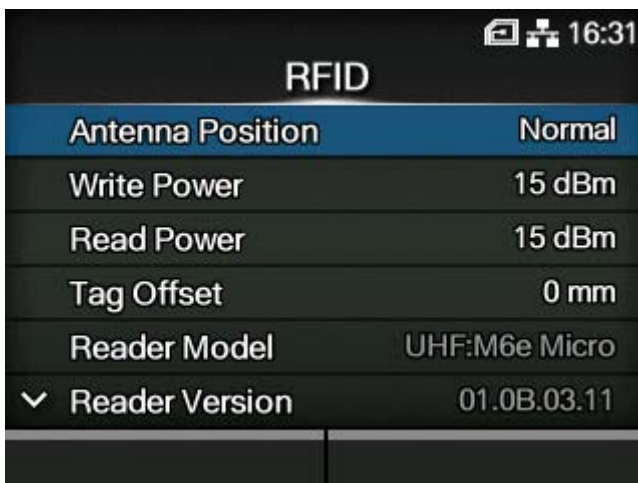 16:31
RFID
Antenna Position Normal
Write Power 15 dBm
Read Power 15 dBm
Tag Offset 0 mm
Reader Model UHF:M6e Micro
Reader Version 01.0B.03.11